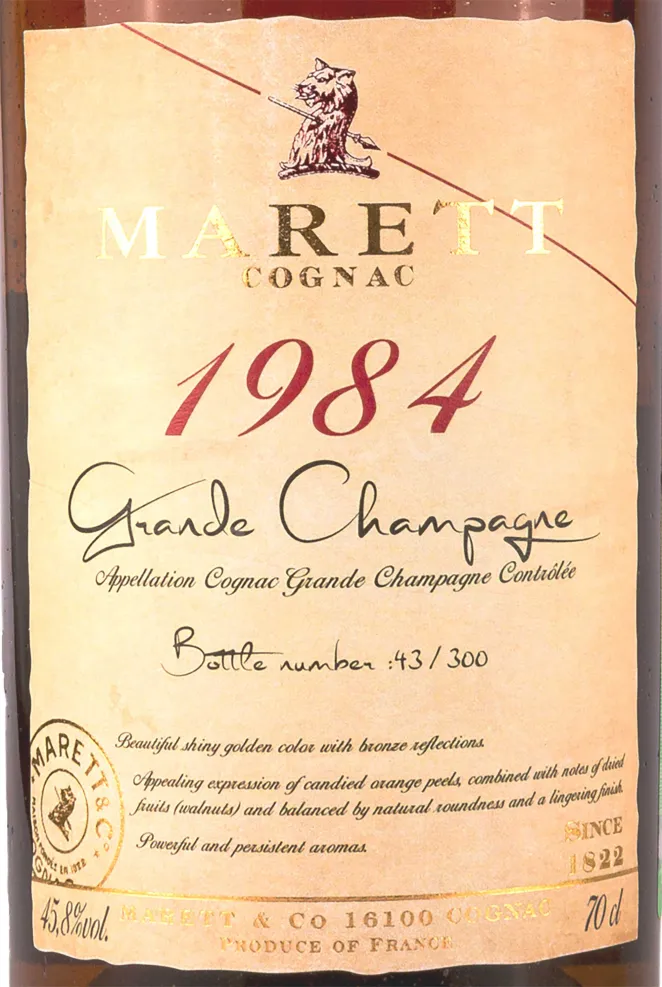 MARETT
COGNAC
1984
Grande Champagne
Appellation Cognac Grande Champagne Contrôlée
Bottle number :43/300
Beautiful shiny golden color with bronze reflections.
Appealing expression of candied orange peels, combined with notes of dried
fruits (walnuts) and balanced by natural roundness and a lingering finish.
Powerful and persistent aromas.
MARETT & Co
COGNAC
SINCE
1822
45,8%vol.
MARETT & CO 16100 COGNAC
70 cl
PRODUCE OF FRANCE